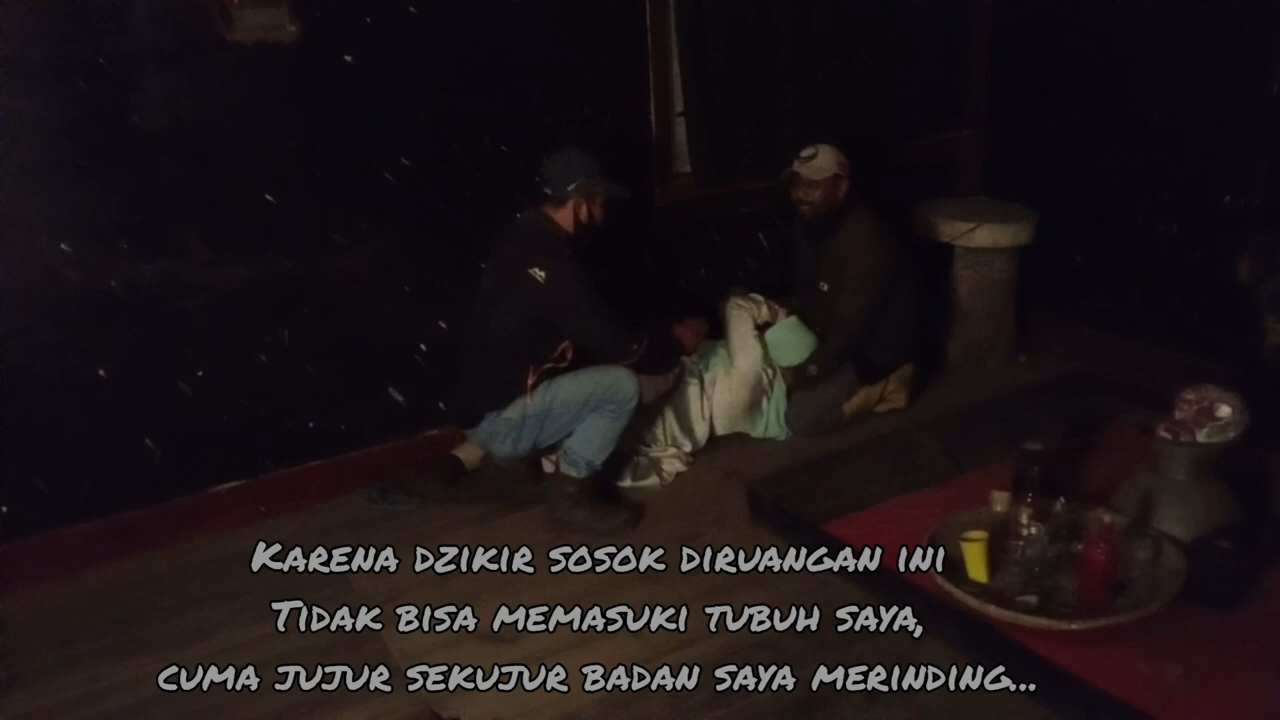 Karena dzikir sosok diruangan ini
Tidak bisa memasuki tubuh saya,
cuma jujur sekujur badan saya merinding...